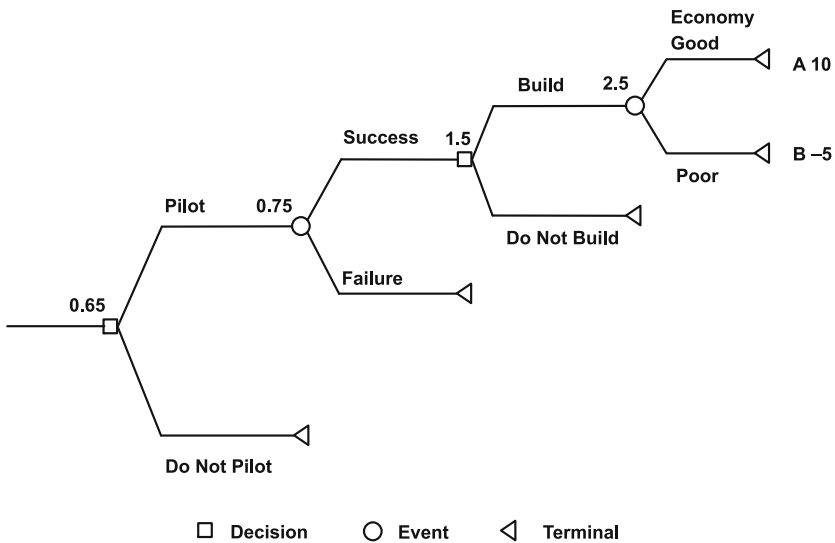 Economy
Good
A 10
Build
2.5
Success
1.5
B –5
Poor
Pilot
0.75
Do Not Build
Failure
0.65
Do Not Pilot
Decision
Event
Terminal